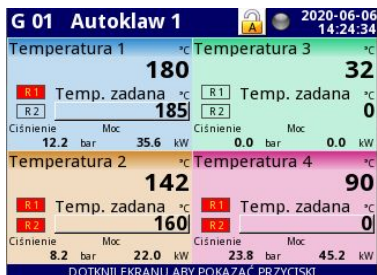 G 01 Autoklaw 1 A 2020-06-06
14:24:34
Temperatura 1 °C
180
R1 Temp. zadana °C
R2 185
Ciśnienie Moc
12.2 bar 35.6 kW
Temperatura 3 °C
32
R1 Temp. zadana °C
R2 0
Ciśnienie Moc
0.0 bar 0.0 kW
Temperatura 2 °C
142
R1 Temp. zadana °C
R2 160
Ciśnienie Moc
8.2 bar 22.0 kW
Temperatura 4 °C
90
R1 Temp. zadana °C
R2 0
Ciśnienie Moc
23.8 bar 45.2 kW
DOTKNIJ EKRANU ABY POKAZAĆ PRZYCISKI